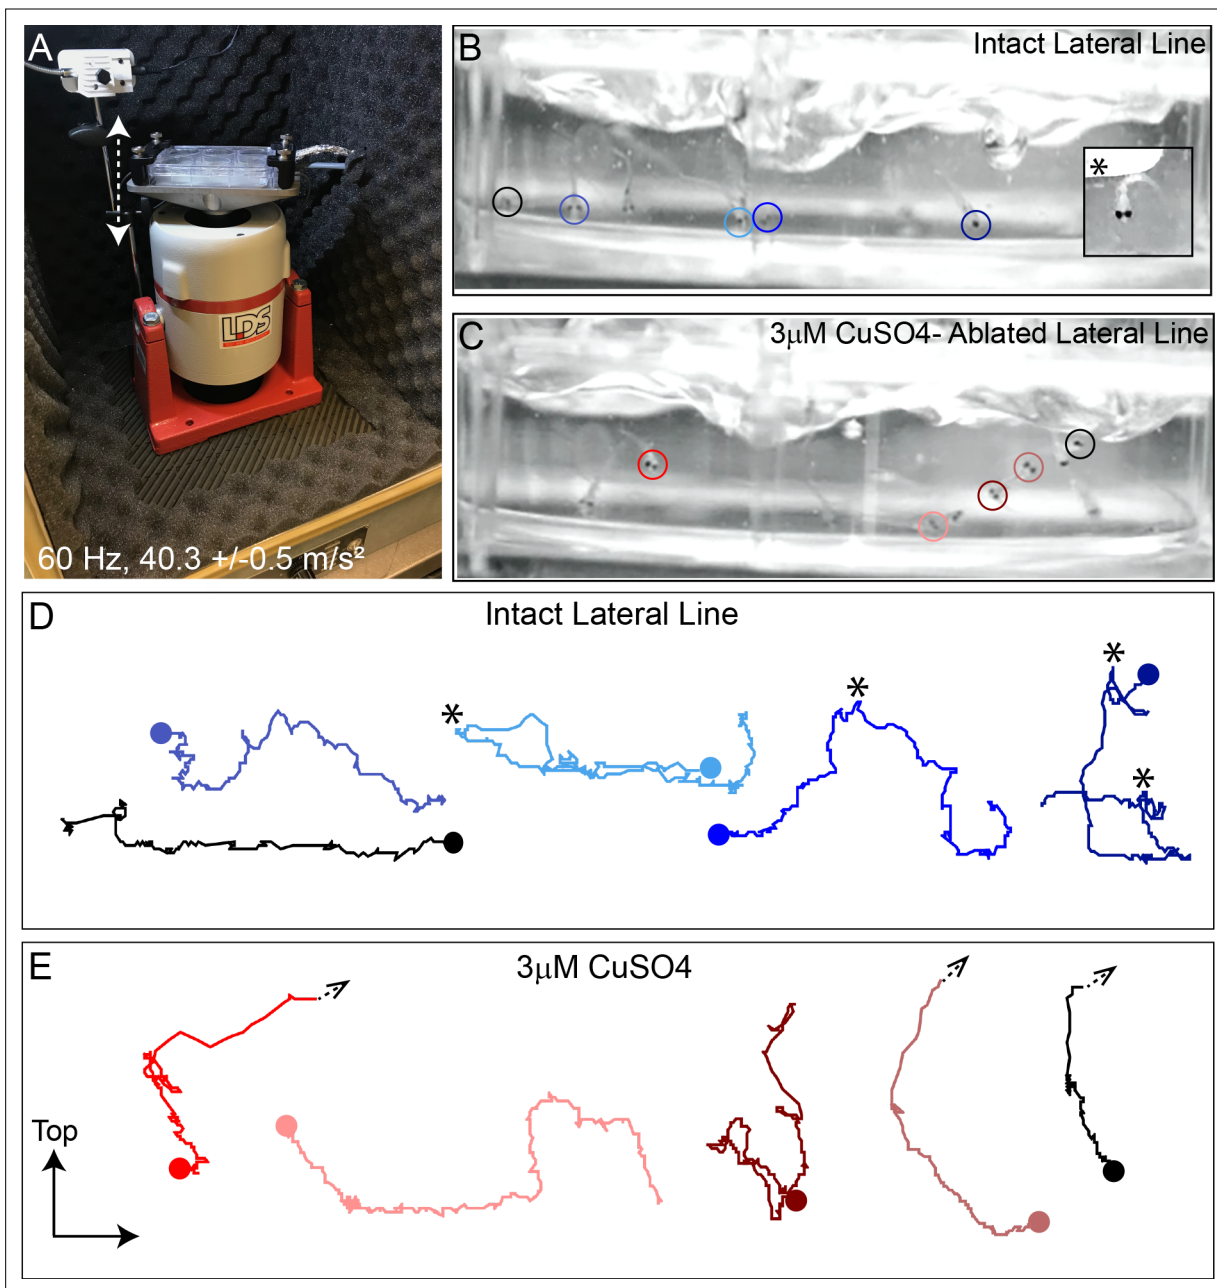 A
LDS
60 Hz, 40.3 +/-0.5 m/s²
B
Intact Lateral Line
*
C
3μM CuSO4- Ablated Lateral Line
D
Intact Lateral Line
*
*
*
*
E
3μM CuSO4
Top